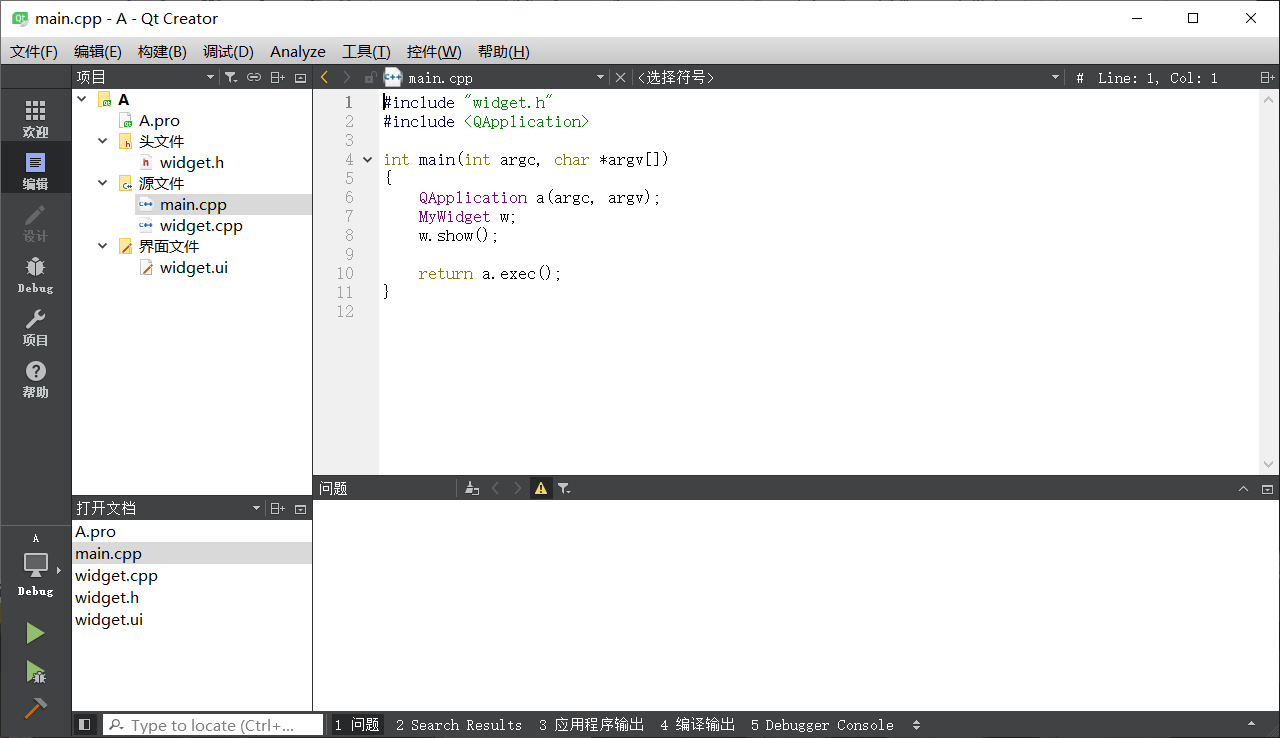 main.cpp - A - Qt Creator
文件(F) 编辑(E) 构建(B) 调试(D) Analyze 工具(T) 控件(W) 帮助(H)
项目
main.cpp
<选择符号>
# Line: 1, Col: 1
欢迎
编辑
设计
Debug
项目
帮助
A
Debug
A
A.pro
头文件
widget.h
源文件
main.cpp
widget.cpp
界面文件
widget.ui
1 #include "widget.h"
2 #include <QApplication>
3
4 int main(int argc, char *argv[])
5 {
6     QApplication a(argc, argv);
7     MyWidget w;
8     w.show();
9
10     return a.exec();
11 }
12
打开文档
A.pro
main.cpp
widget.cpp
widget.h
widget.ui
问题
Type to locate (Ctrl+...
1 问题 2 Search Results 3 应用程序输出 4 编译输出 5 Debugger Console